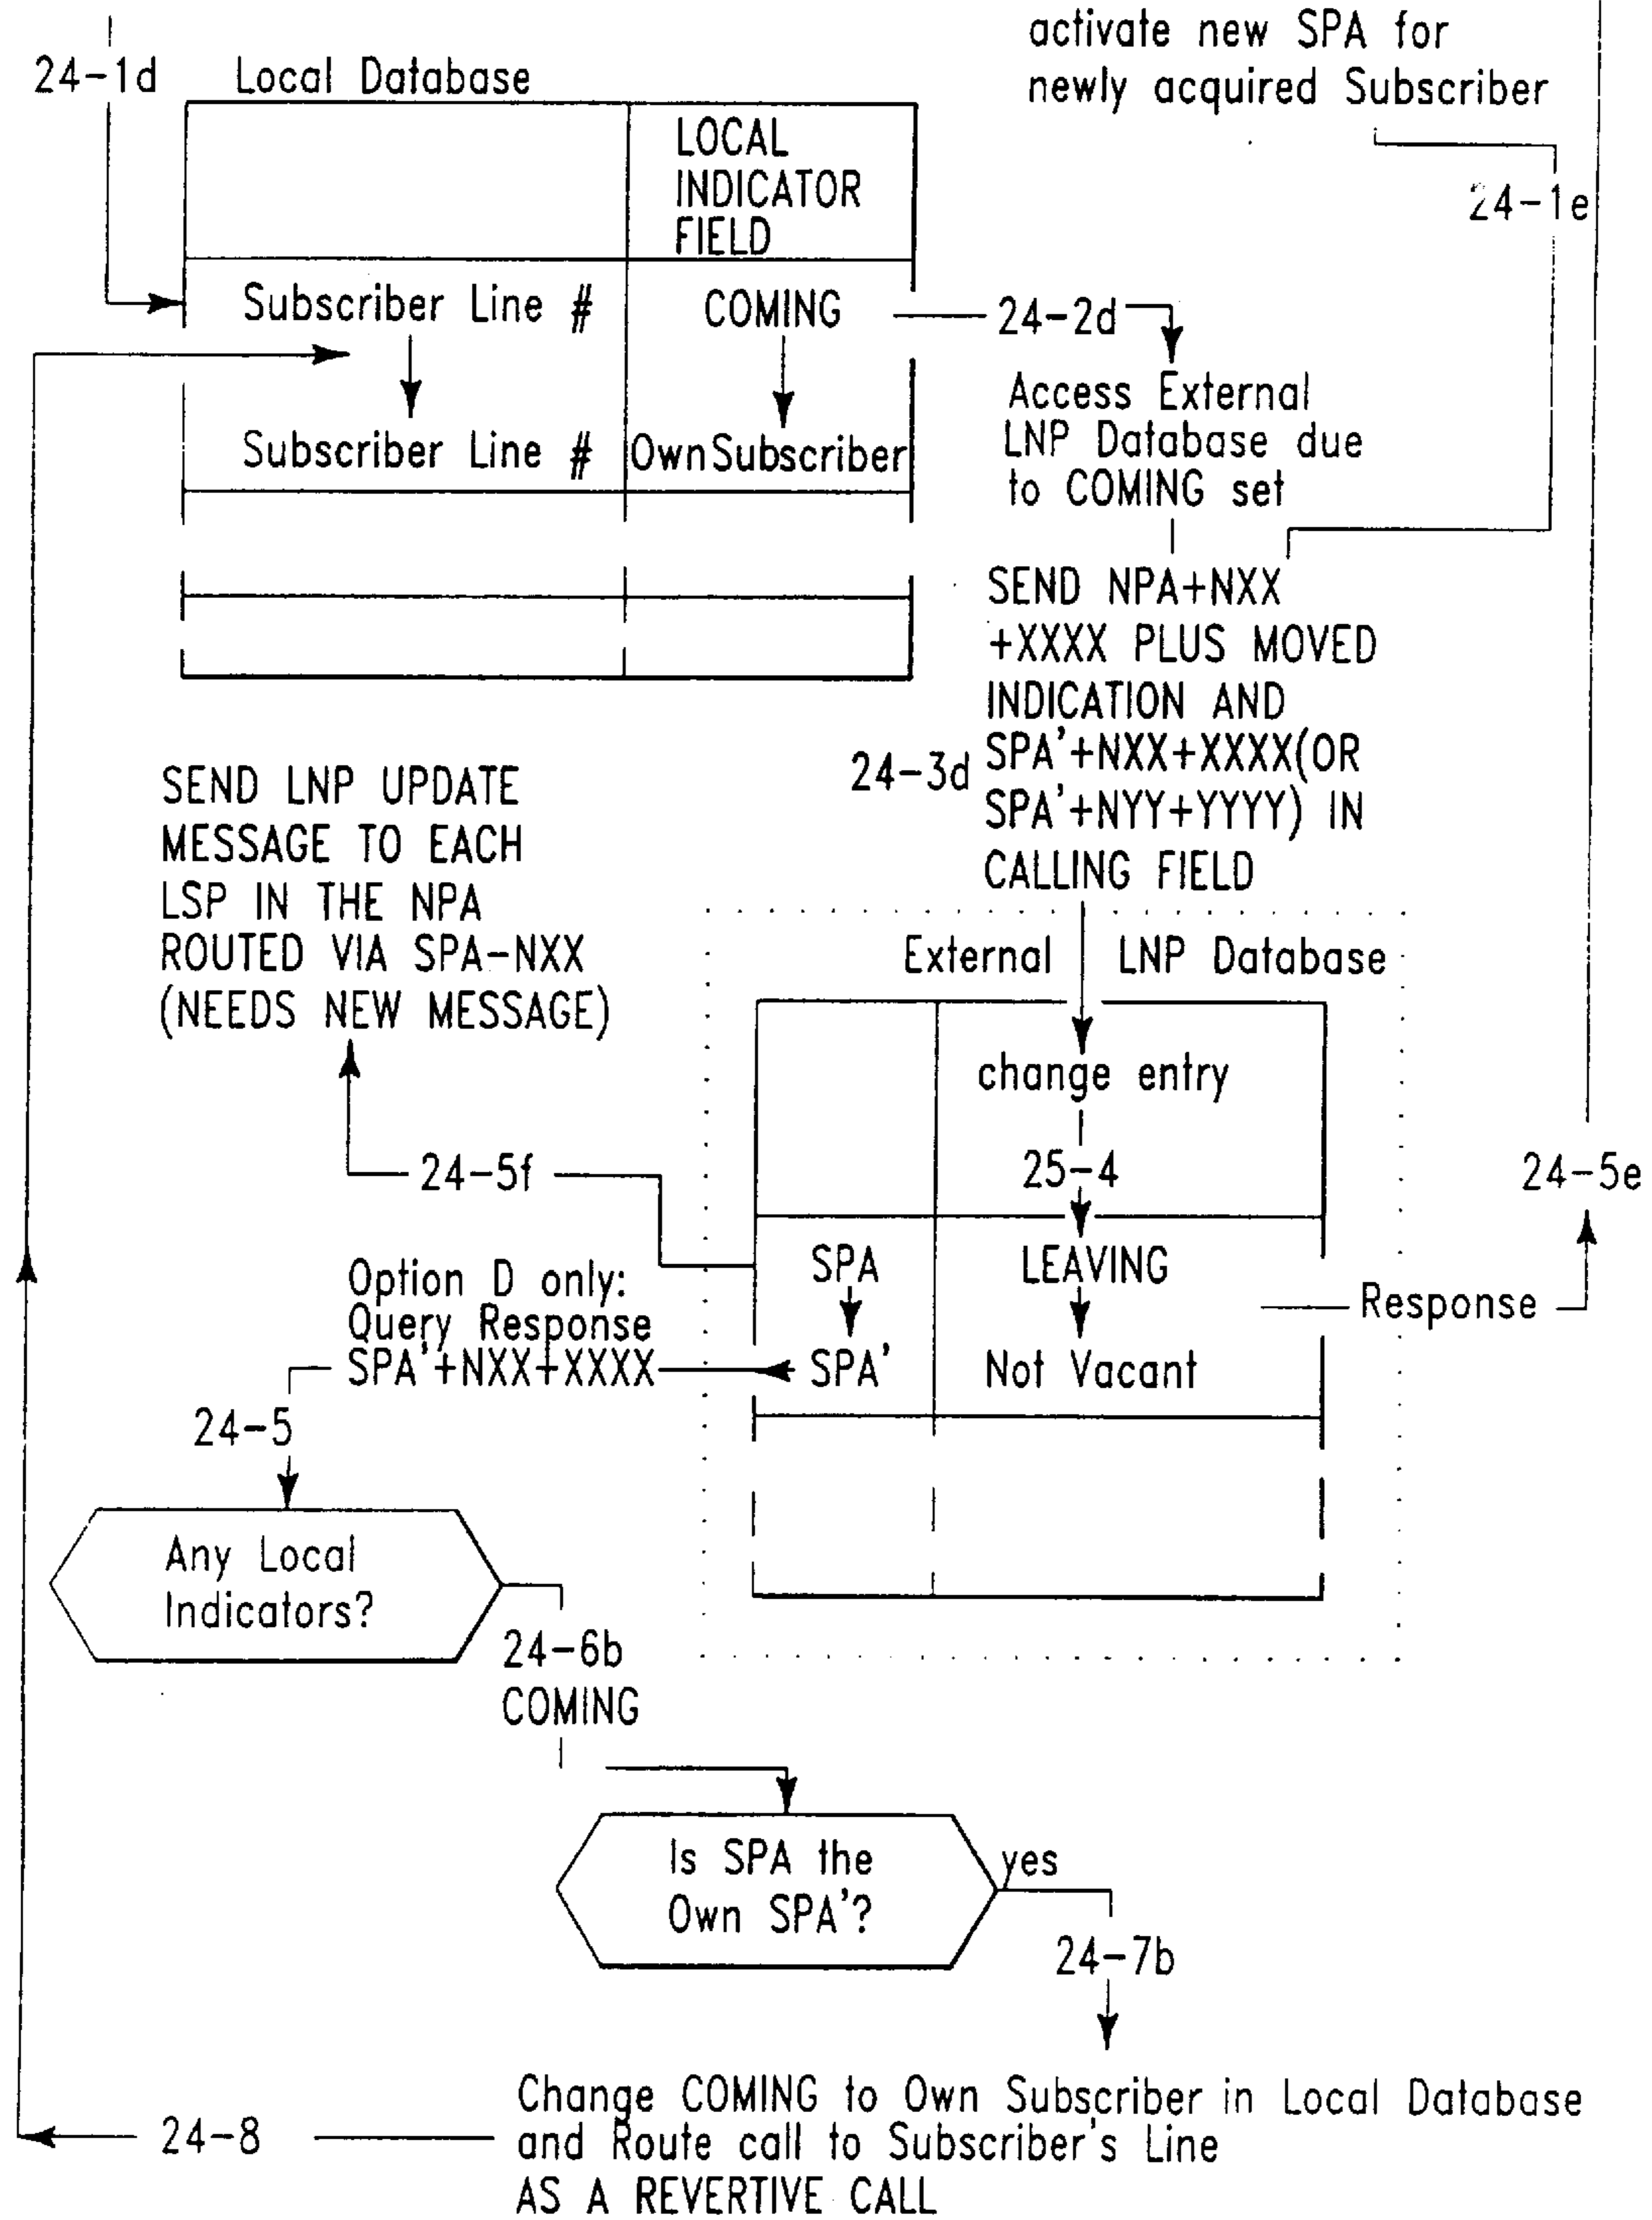 activate new SPA for
newly acquired Subscriber
24-1d
Local Database
24-1e
LOCAL
INDICATOR
FIELD
Subscriber Line #
COMING
24-2d
Subscriber Line #
Own Subscriber
Access External
LNP Database due
to COMING set
SEND NPA+NXX
+XXXX PLUS MOVED
INDICATION AND
SPA'+NXX+XXXX(OR
SPA'+NYY+YYYY) IN
CALLING FIELD
24-3d
SEND LNP UPDATE
MESSAGE TO EACH
LSP IN THE NPA
ROUTED VIA SPA-NXX
(NEEDS NEW MESSAGE)
External LNP Database
change entry
25-4
24-5f
24-5e
SPA
LEAVING
Response
SPA'
Not Vacant
Option D only:
Query Response
SPA'+NXX+XXXX
24-5
Any Local
Indicators?
24-6b
COMING
Is SPA the
Own SPA'?
yes
24-7b
Change COMING to Own Subscriber in Local Database
and Route call to Subscriber's Line
AS A REVERTIVE CALL
24-8